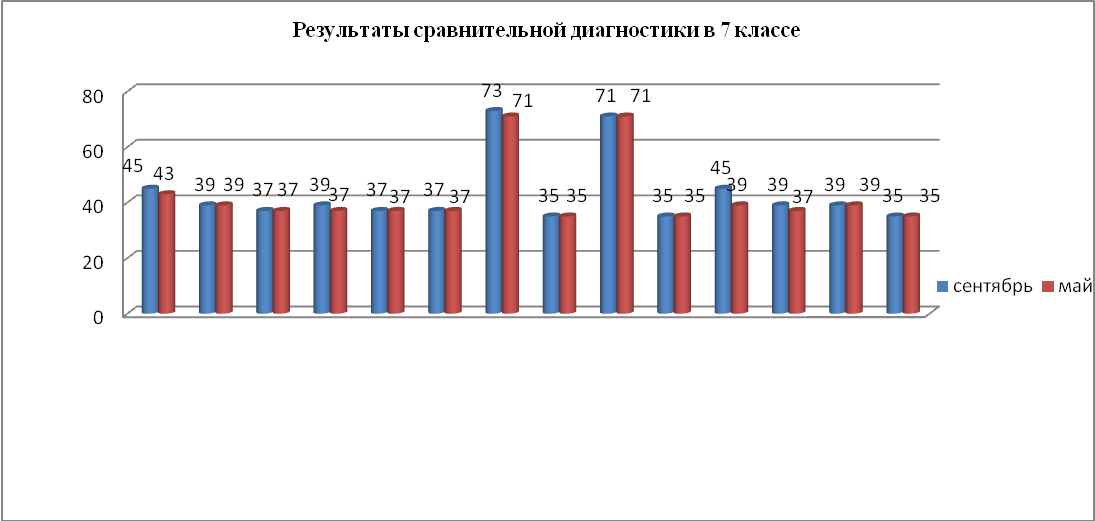 Результаты сравнительной диагностики в 7 классе
80
60
40
20
0
45 43 39 39 37 37 39 37 37 37 37 37 73 71 35 35 71 71 35 35 45 39 39 37 39 39 35 35
сентябрь май